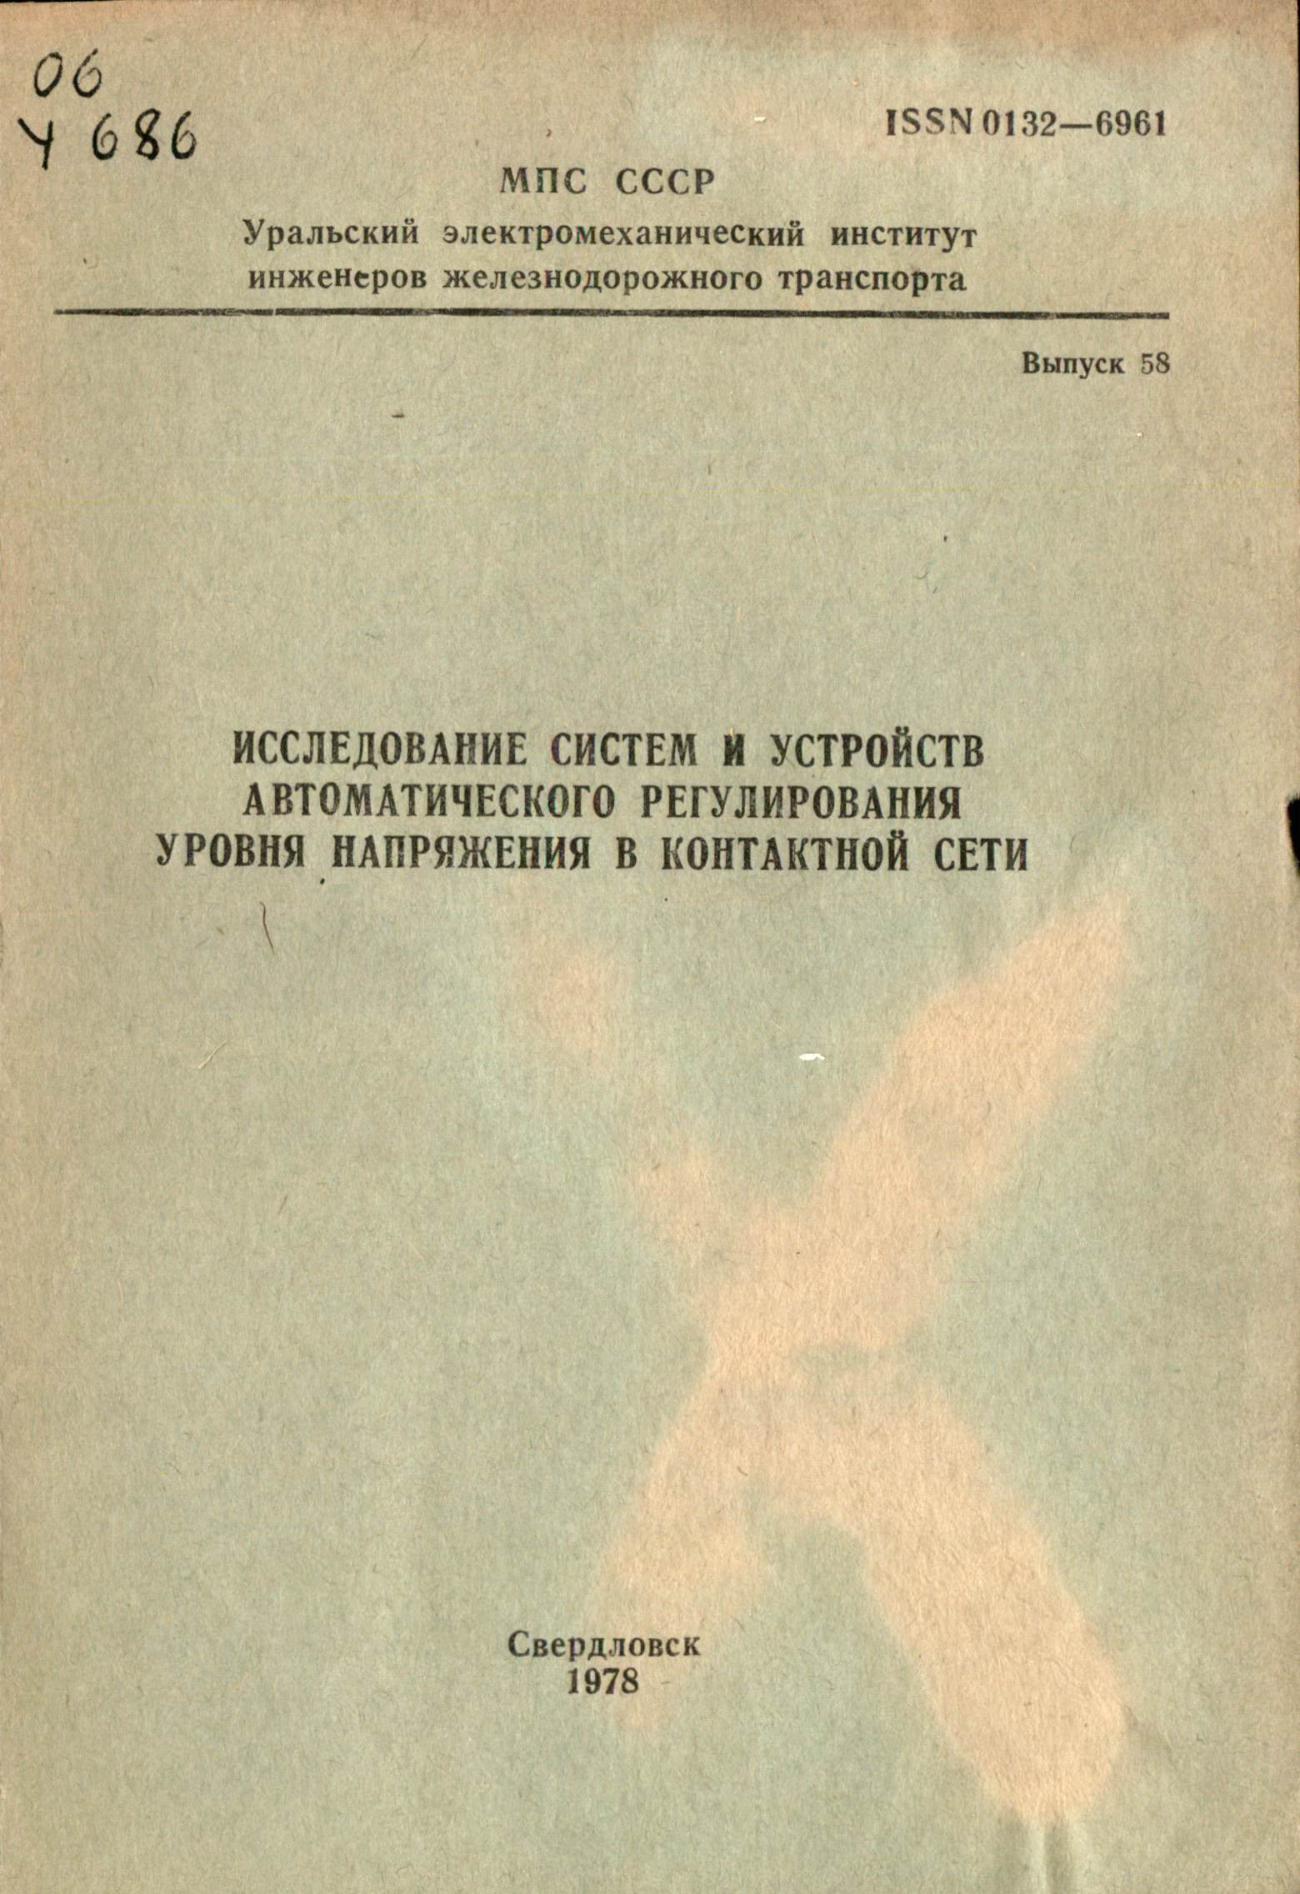 06
У 686
ISSN 0132—6961
МПС СССР
Уральский электромеханический институт
инженеров железнодорожного транспорта
Выпуск 58
ИССЛЕДОВАНИЕ СИСТЕМ И УСТРОЙСТВ
АВТОМАТИЧЕСКОГО РЕГУЛИРОВАНИЯ
УРОВНЯ НАПРЯЖЕНИЯ В КОНТАКТНОЙ СЕТИ
Свердловск
1978